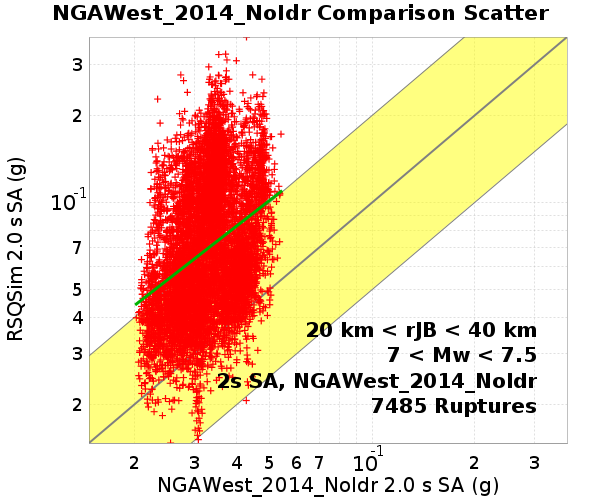 NGAWest_2014_NoIdr Comparison Scatter
RSQSim 2.0 s SA (g)
3
2
10⁻¹
7
5
4
3
2
20 km < rJB < 40 km
7 < Mw < 7.5
2s SA, NGAWest_2014_NoIdr
7485 Ruptures
2 3 4 5 6 7 10⁻¹ 2 3
NGAWest_2014_NoIdr 2.0 s SA (g)